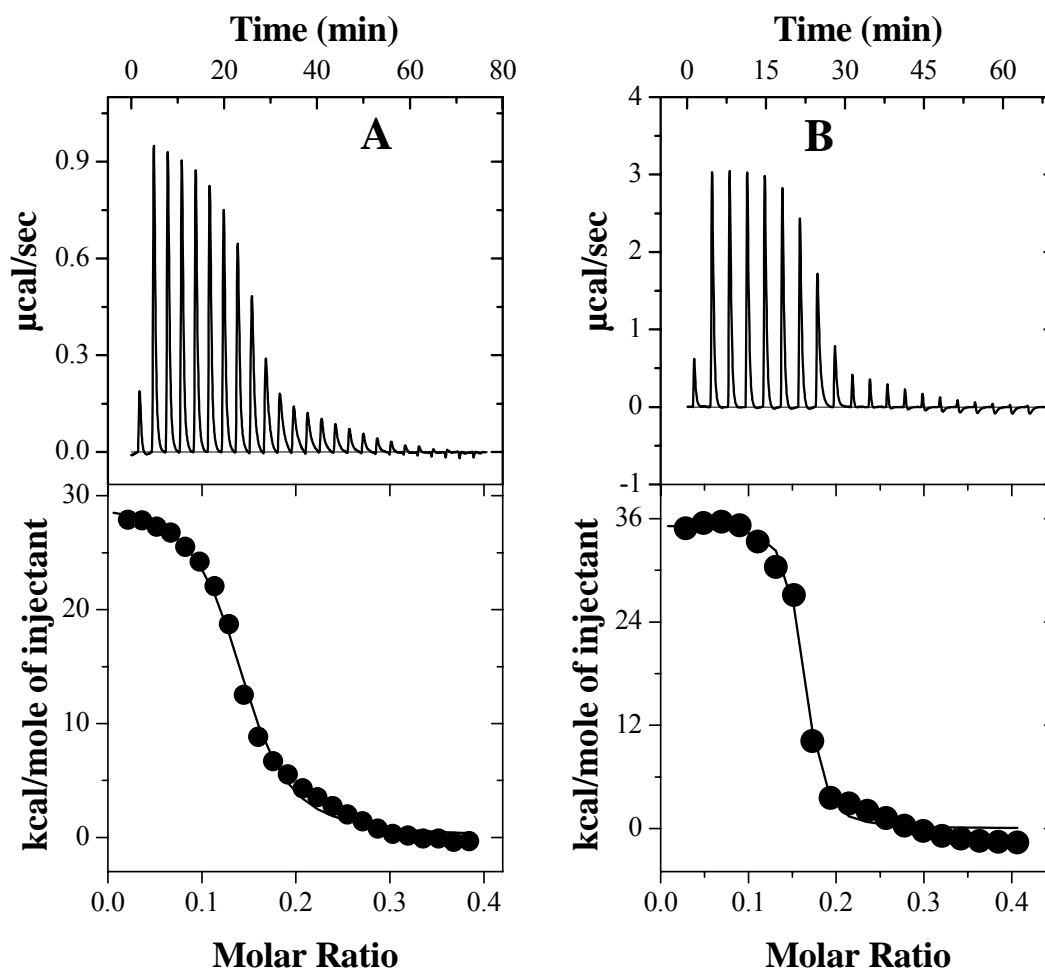 Time (min)
0 20 40 60 80
A
0.9
0.6
0.3
0.0
µcal/sec
30
20
10
0
kcal/mole of injectant
0.0 0.1 0.2 0.3 0.4
Molar Ratio
Time (min)
0 15 30 45 60
B
4
3
2
1
0
-1
µcal/sec
36
24
12
0
kcal/mole of injectant
0.0 0.1 0.2 0.3 0.4
Molar Ratio